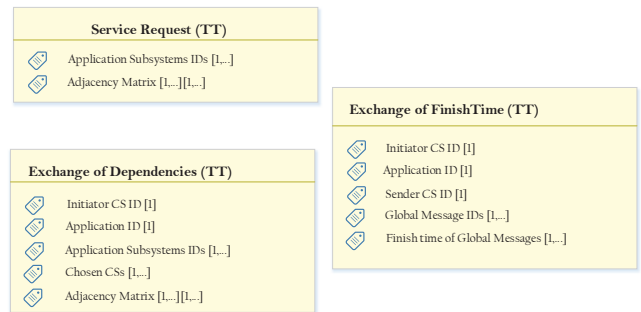 Service Request (TT)
Application Subsystems IDs [1,...]
Adjacency Matrix [1,...][1,...]
Exchange of Dependencies (TT)
Initiator CS ID [1]
Application ID [1]
Application Subsystems IDs [1,...]
Chosen CSs [1,...]
Adjacency Matrix [1,...][1,...]
Exchange of FinishTime (TT)
Initiator CS ID [1]
Application ID [1]
Sender CS ID [1]
Global Message IDs [1,...]
Finish time of Global Messages [1,...]